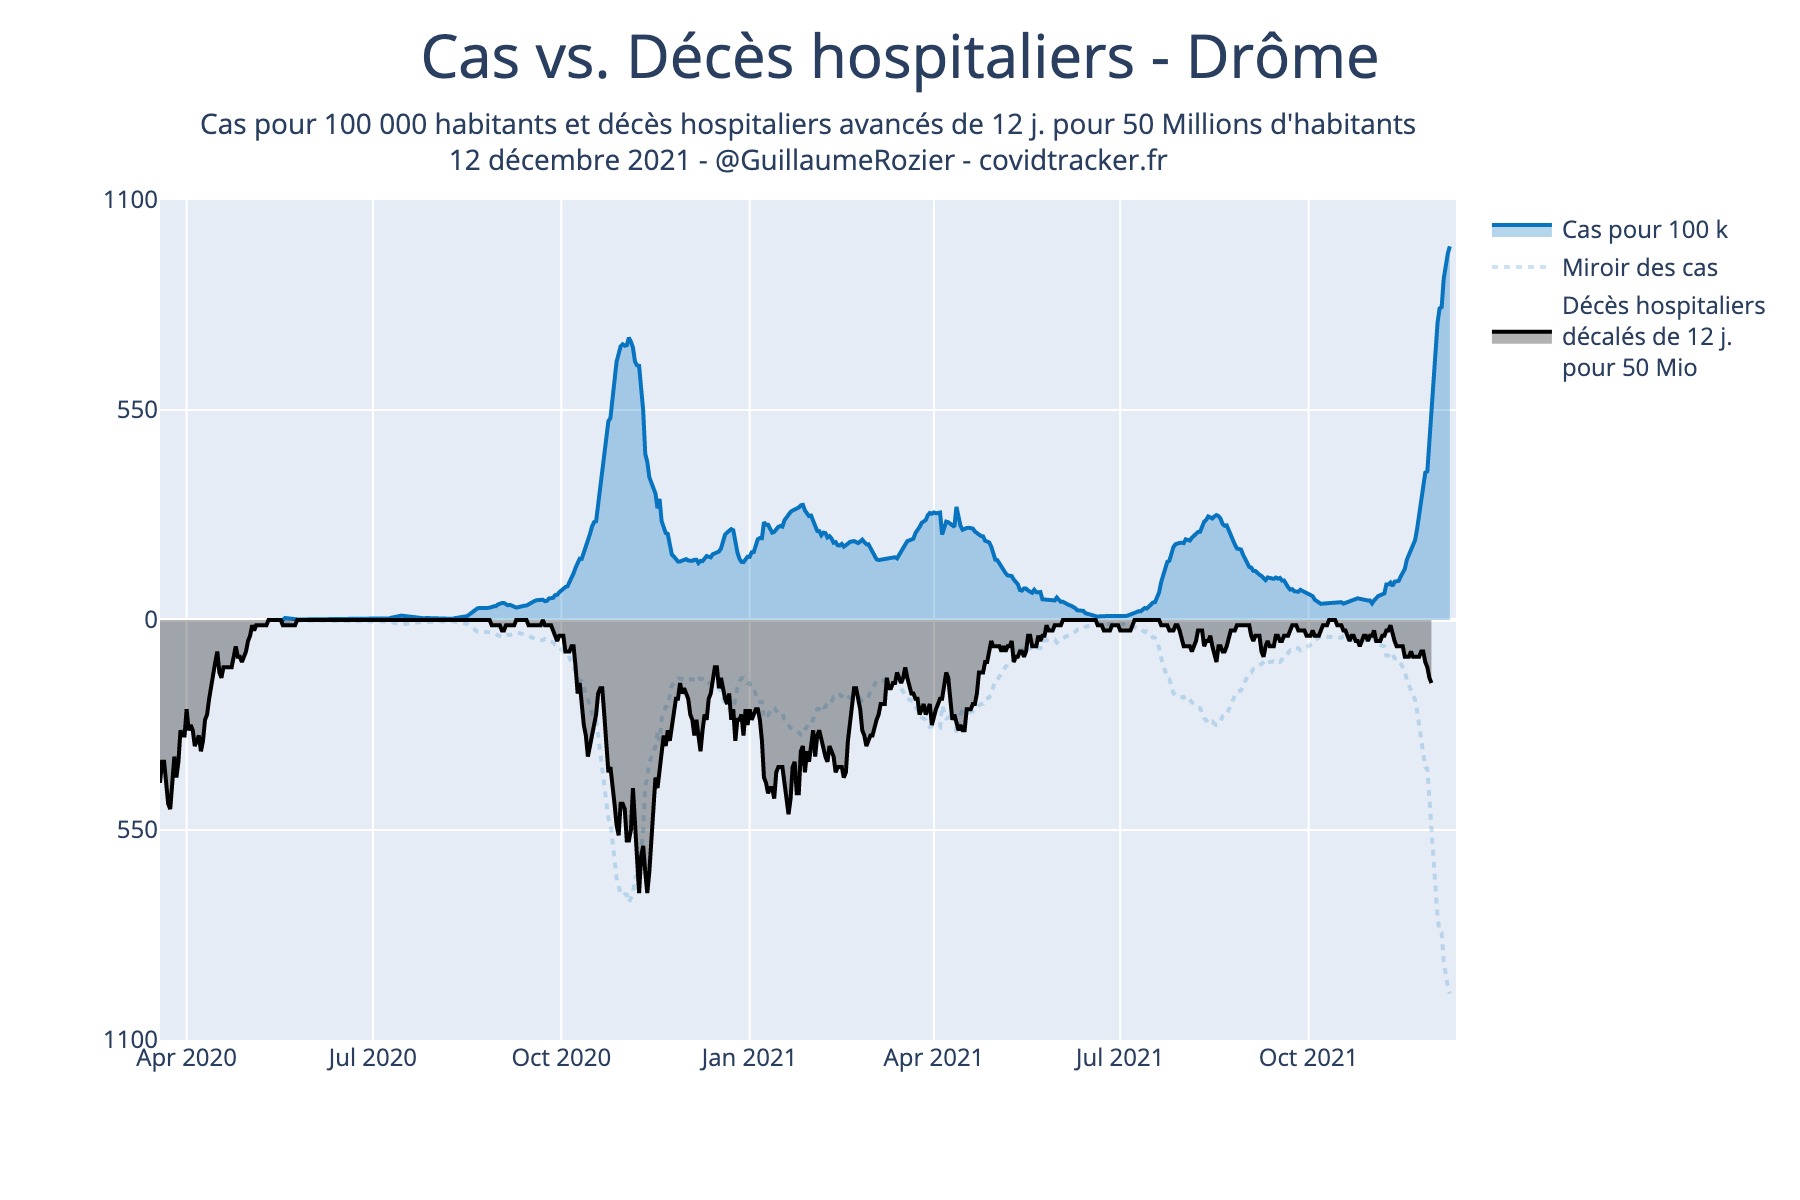 Cas vs. Décès hospitaliers - Drôme
Cas pour 100 000 habitants et décès hospitaliers avancés de 12 j. pour 50 Millions d'habitants
12 décembre 2021 - @GuillaumeRozier - covidtracker.fr
1100
550
0
550
1100
Apr 2020
Jul 2020
Oct 2020
Jan 2021
Apr 2021
Jul 2021
Oct 2021
Cas pour 100 k
Miroir des cas
Décès hospitaliers
décalés de 12 j.
pour 50 Mio